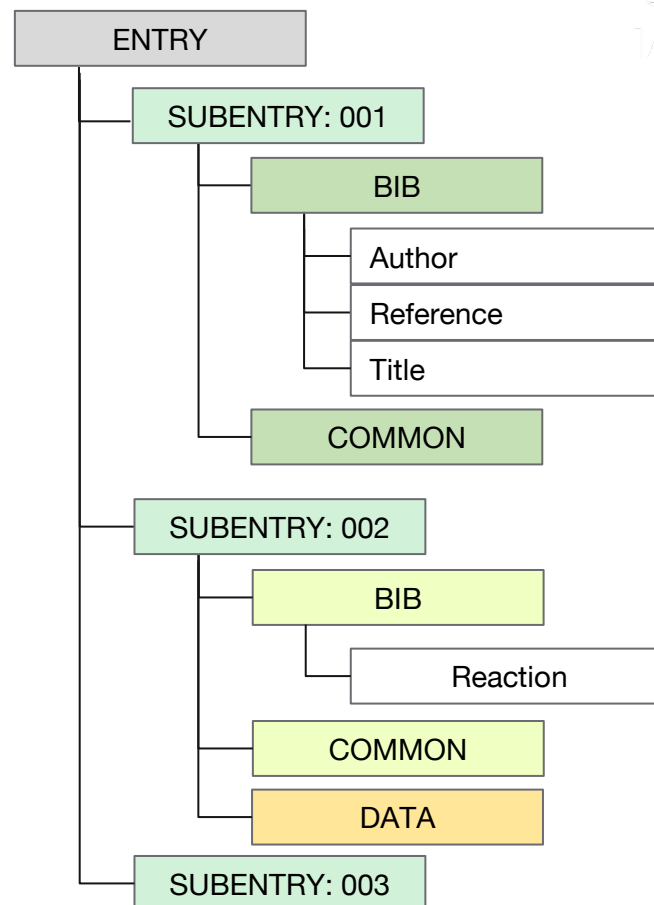 ENTRY
SUBENTRY: 001
BIB
Author
Reference
Title
COMMON
SUBENTRY: 002
BIB
Reaction
COMMON
DATA
SUBENTRY: 003